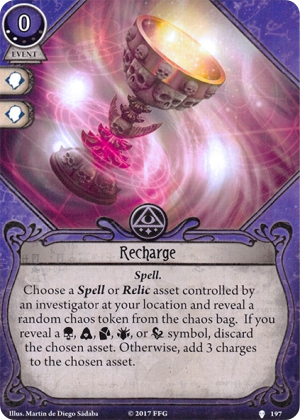 0
EVENT
Recharge
Spell.
Choose a Spell or Relic asset controlled by
an investigator at your location and reveal a
random chaos token from the chaos bag. If you
reveal a , , , , or symbol, discard
the chosen asset. Otherwise, add 3 charges
to the chosen asset.
Illus. Martin de Diego Sádaba
© 2017 FFG
197